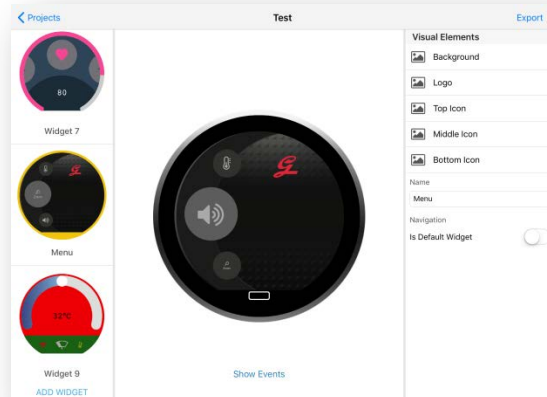 Projects
Test
Export
80
Widget 7
Menu
32°C
Widget 9
ADD WIDGET
Show Events
Visual Elements
Background
Logo
Top Icon
Middle Icon
Bottom Icon
Name
Menu
Navigation
Is Default Widget